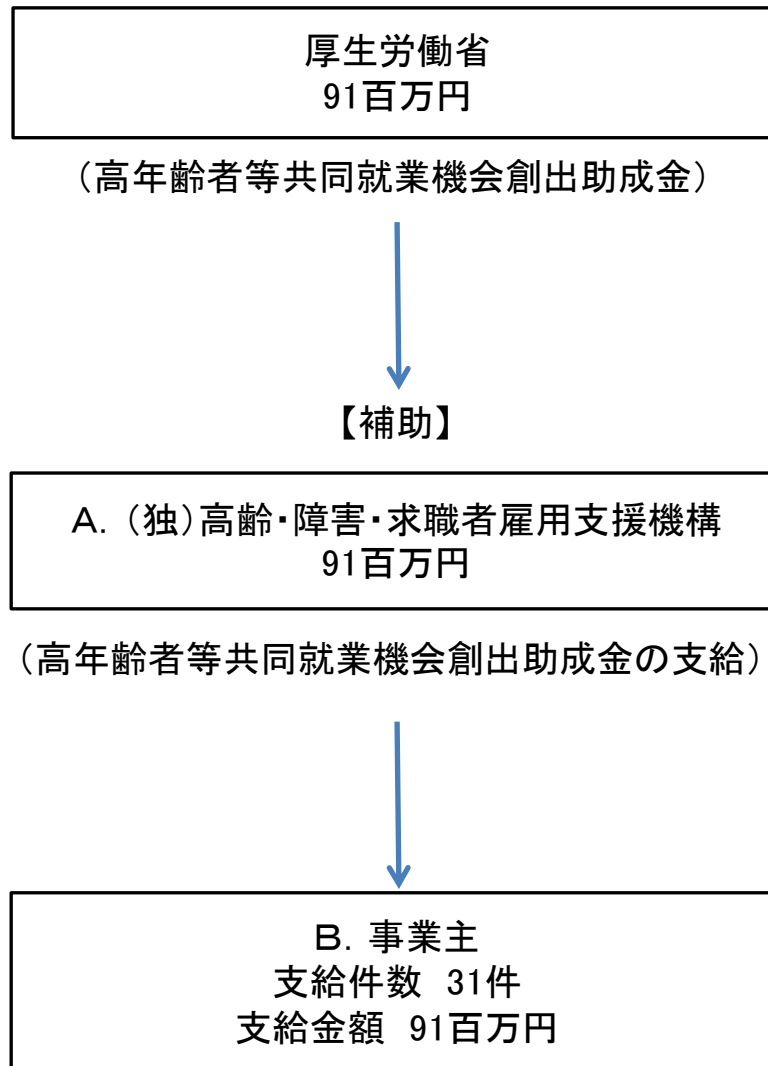 厚生労働省
91百万円
（高年齢者等共同就業機会創出助成金）
【補助】
A．（独）高齢・障害・求職者雇用支援機構
91百万円
（高年齢者等共同就業機会創出助成金の支給）
B．事業主
支給件数　31件
支給金額　91百万円